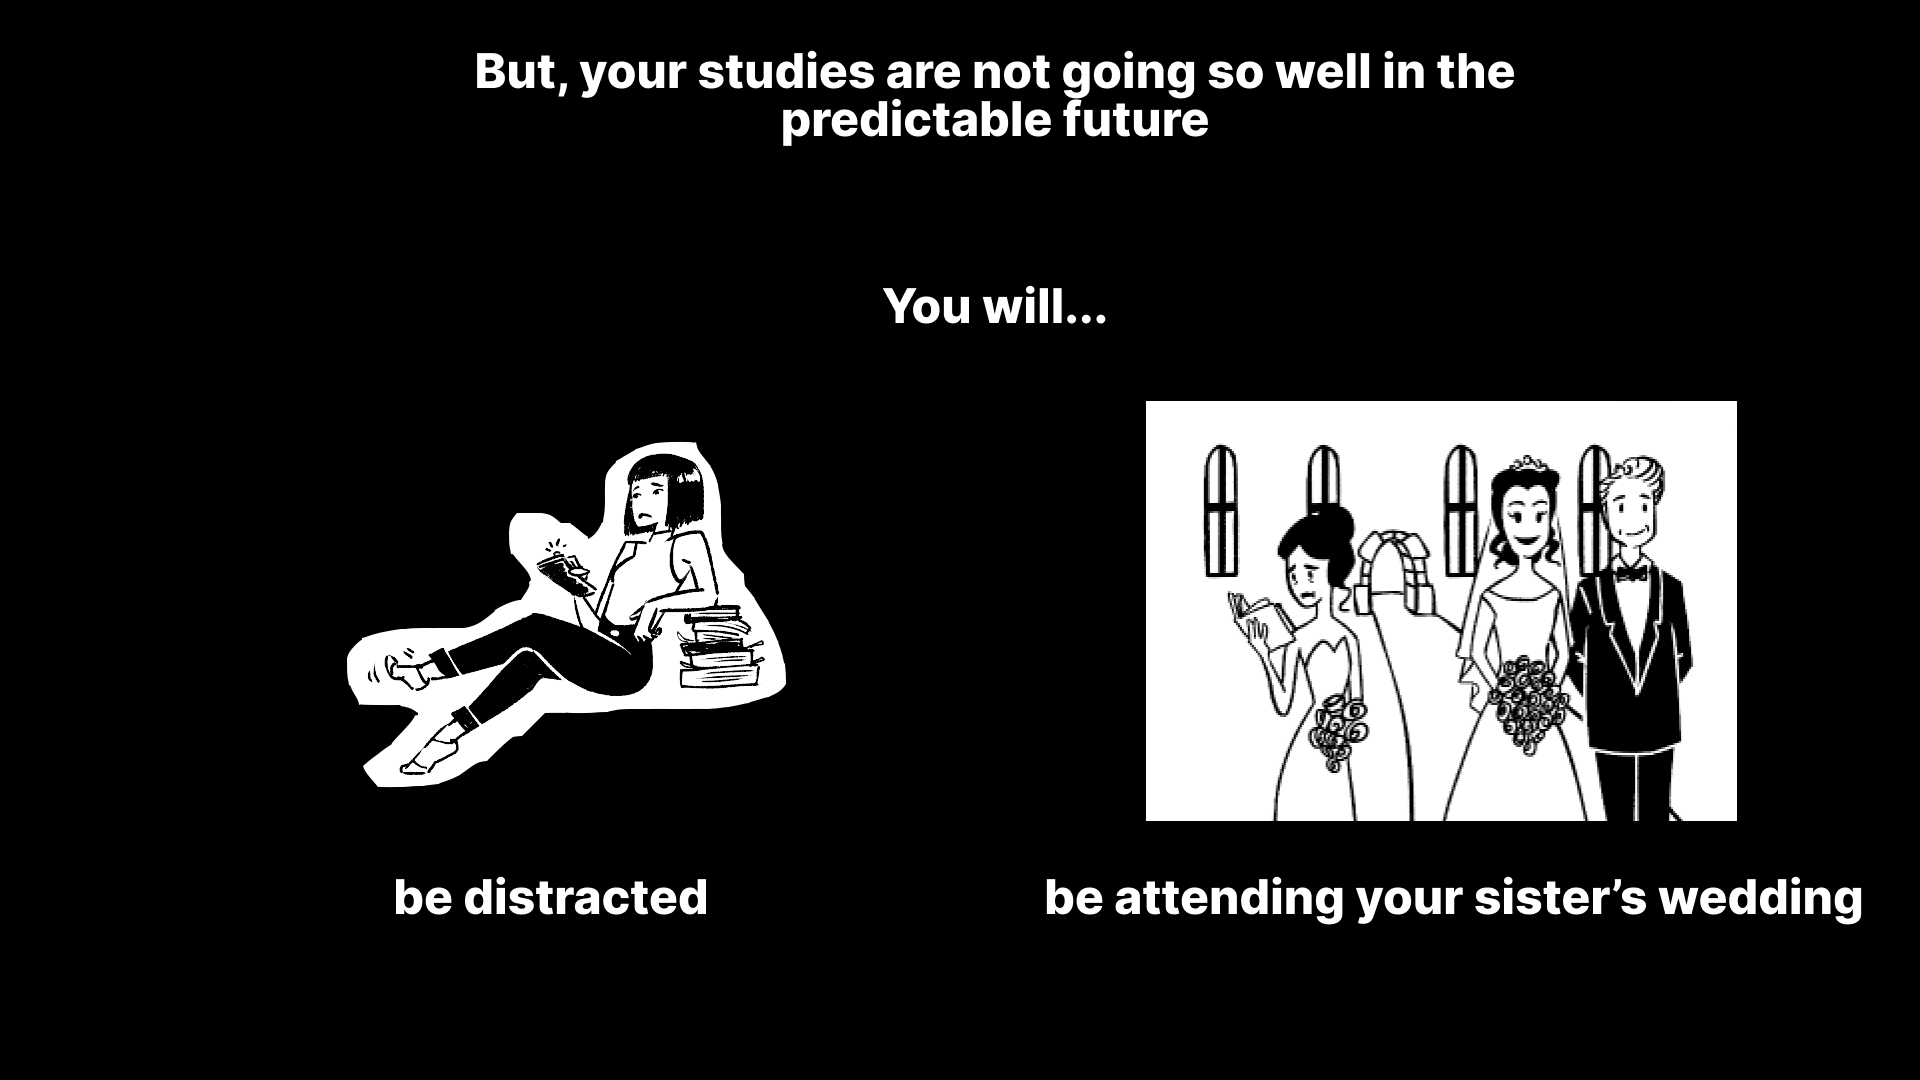 But, your studies are not going so well in the
predictable future
You will...
be distracted
be attending your sister’s wedding